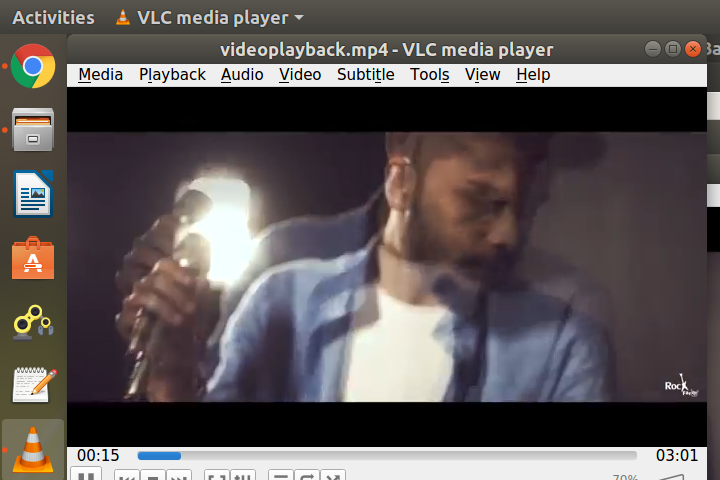 Activities VLC media player
videoplayback.mp4 - VLC media player
Media Playback Audio Video Subtitle Tools View Help
Rock
00:15 03:01
70%